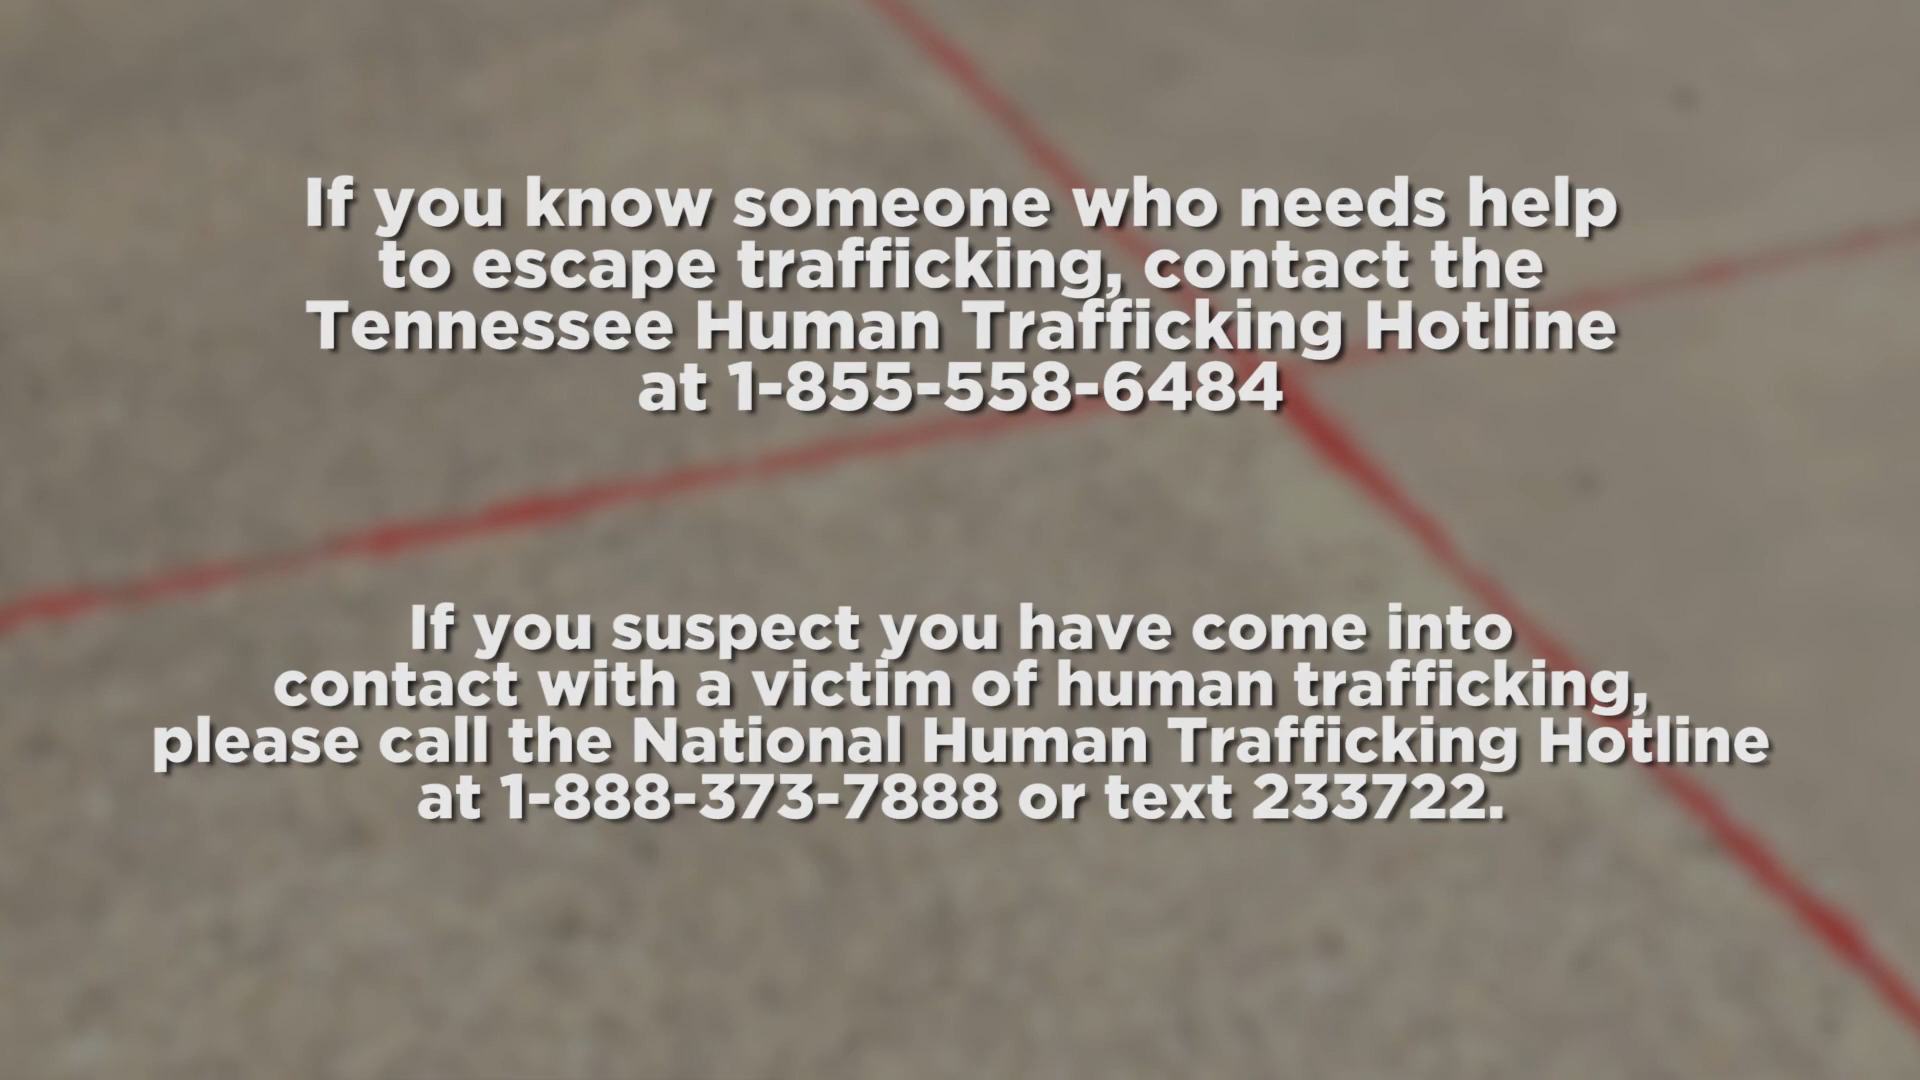 If you know someone who needs help
to escape trafficking, contact the
Tennessee Human Trafficking Hotline
at 1-855-558-6484
If you suspect you have come into
contact with a victim of human trafficking,
please call the National Human Trafficking Hotline
at 1-888-373-7888 or text 233722.